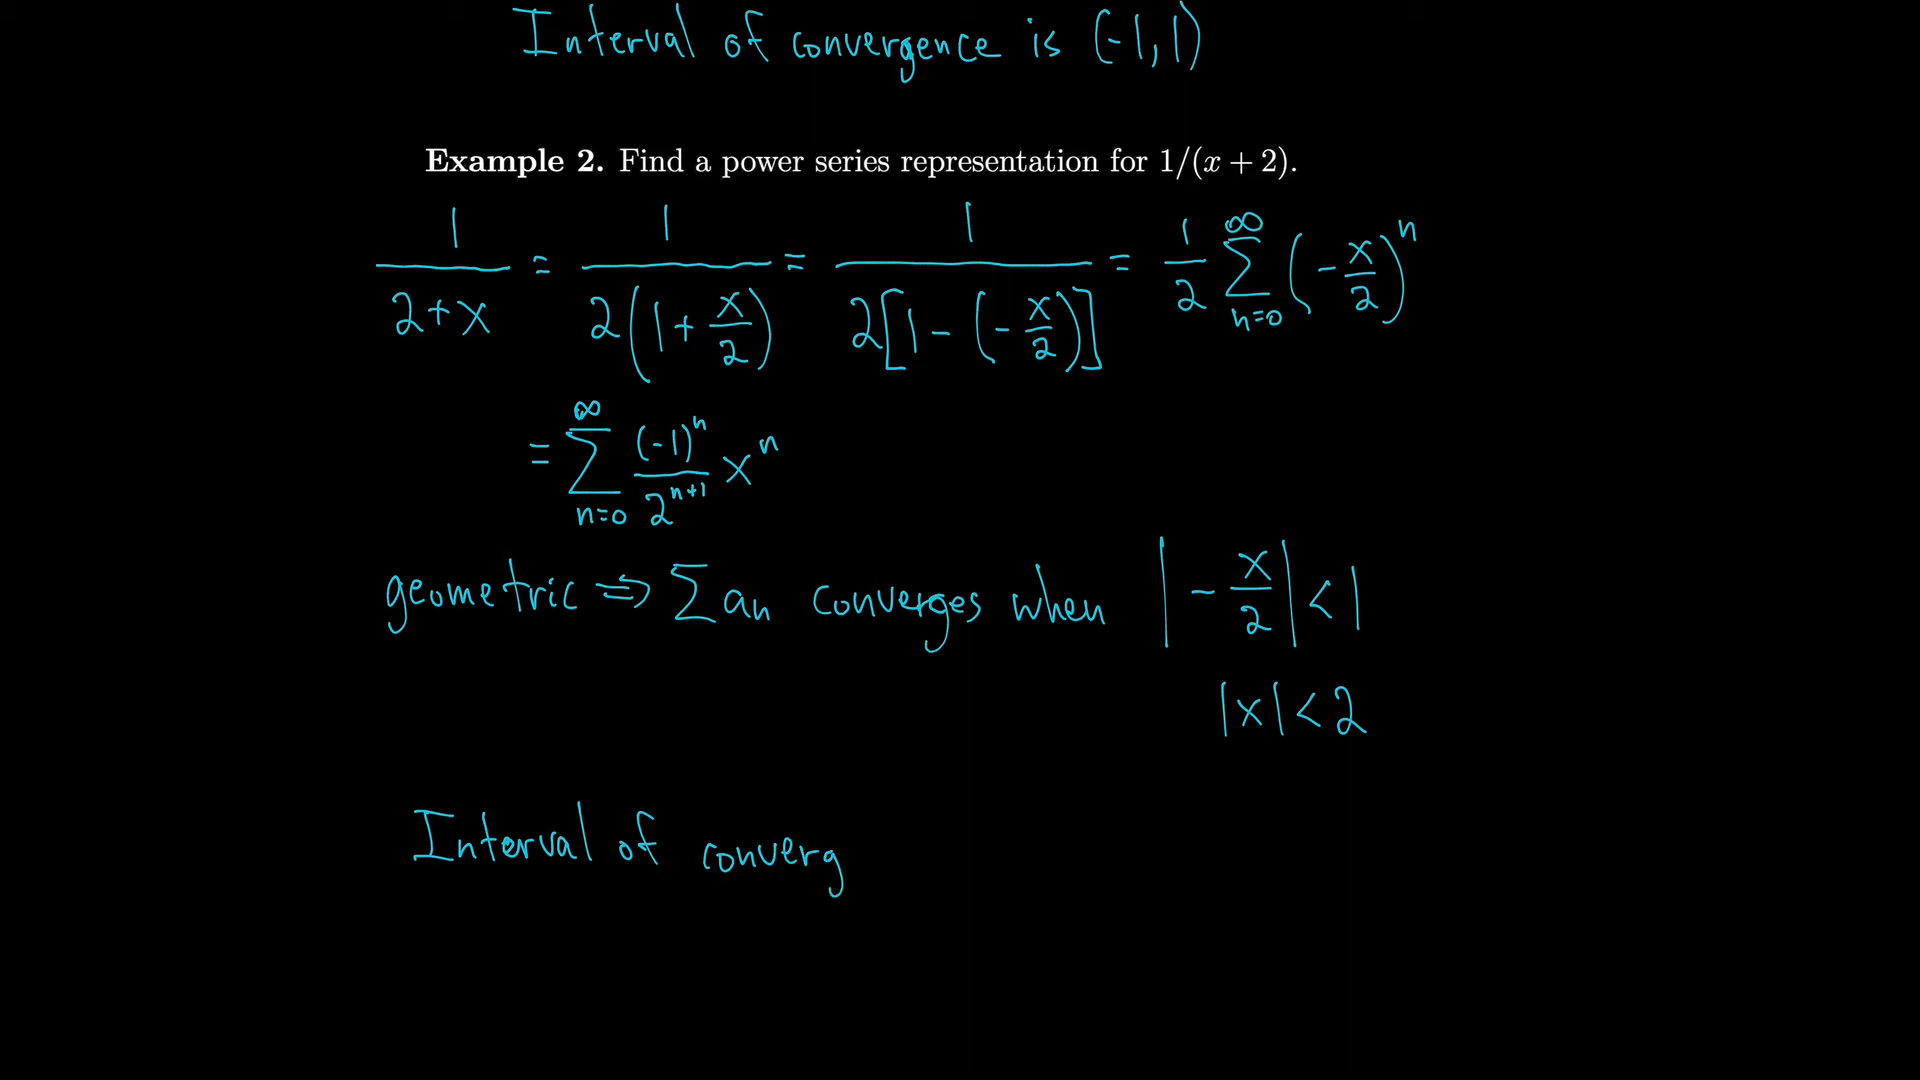 Interval of convergence is (-1,1)
Example 2. Find a power series representation for 1/(x + 2).
1/(2+x) = 1/(2(1+x/2)) = 1/(2[1-(-x/2)]) = 1/2 ∑_{n=0}^{∞} (-x/2)^n
= ∑_{n=0}^{∞} (-1)^n/2^{n+1} x^n
geometric ⇒ ∑an converges when |-x/2| < 1
|x| < 2
Interval of converg